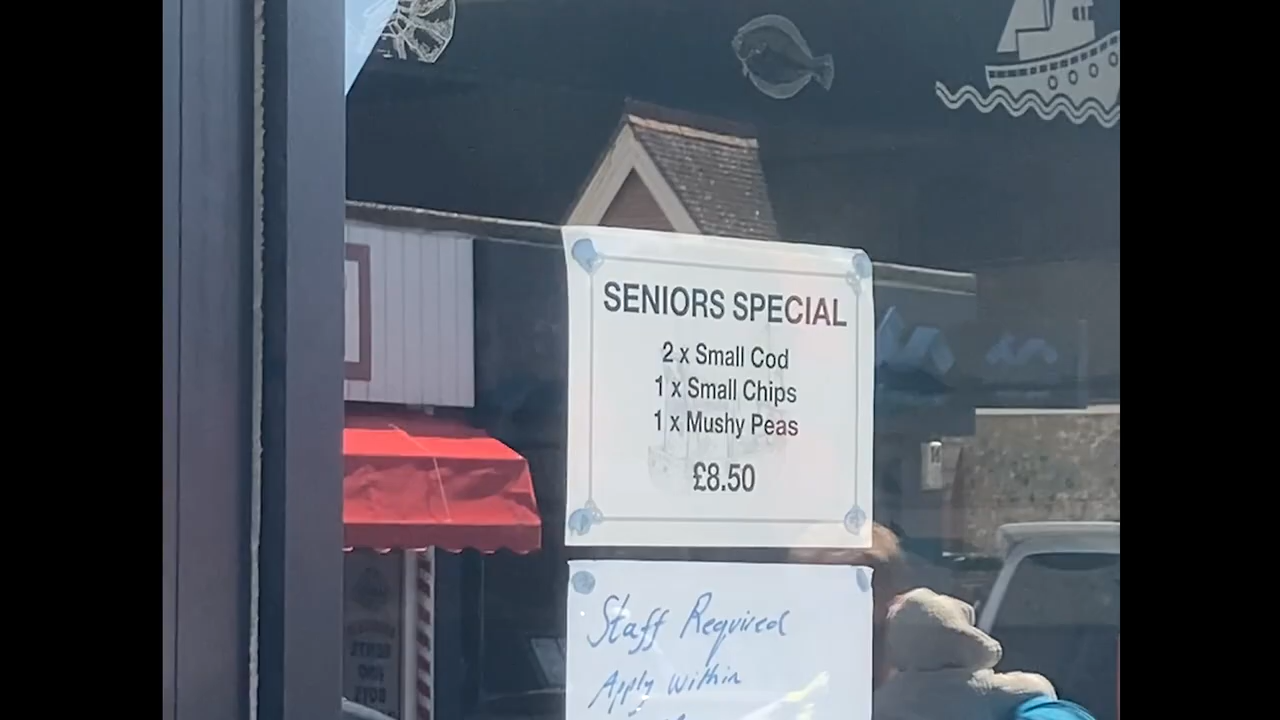 SENIORS SPECIAL
2 x Small Cod
1 x Small Chips
1 x Mushy Peas
£8.50
Staff Required
Apply within